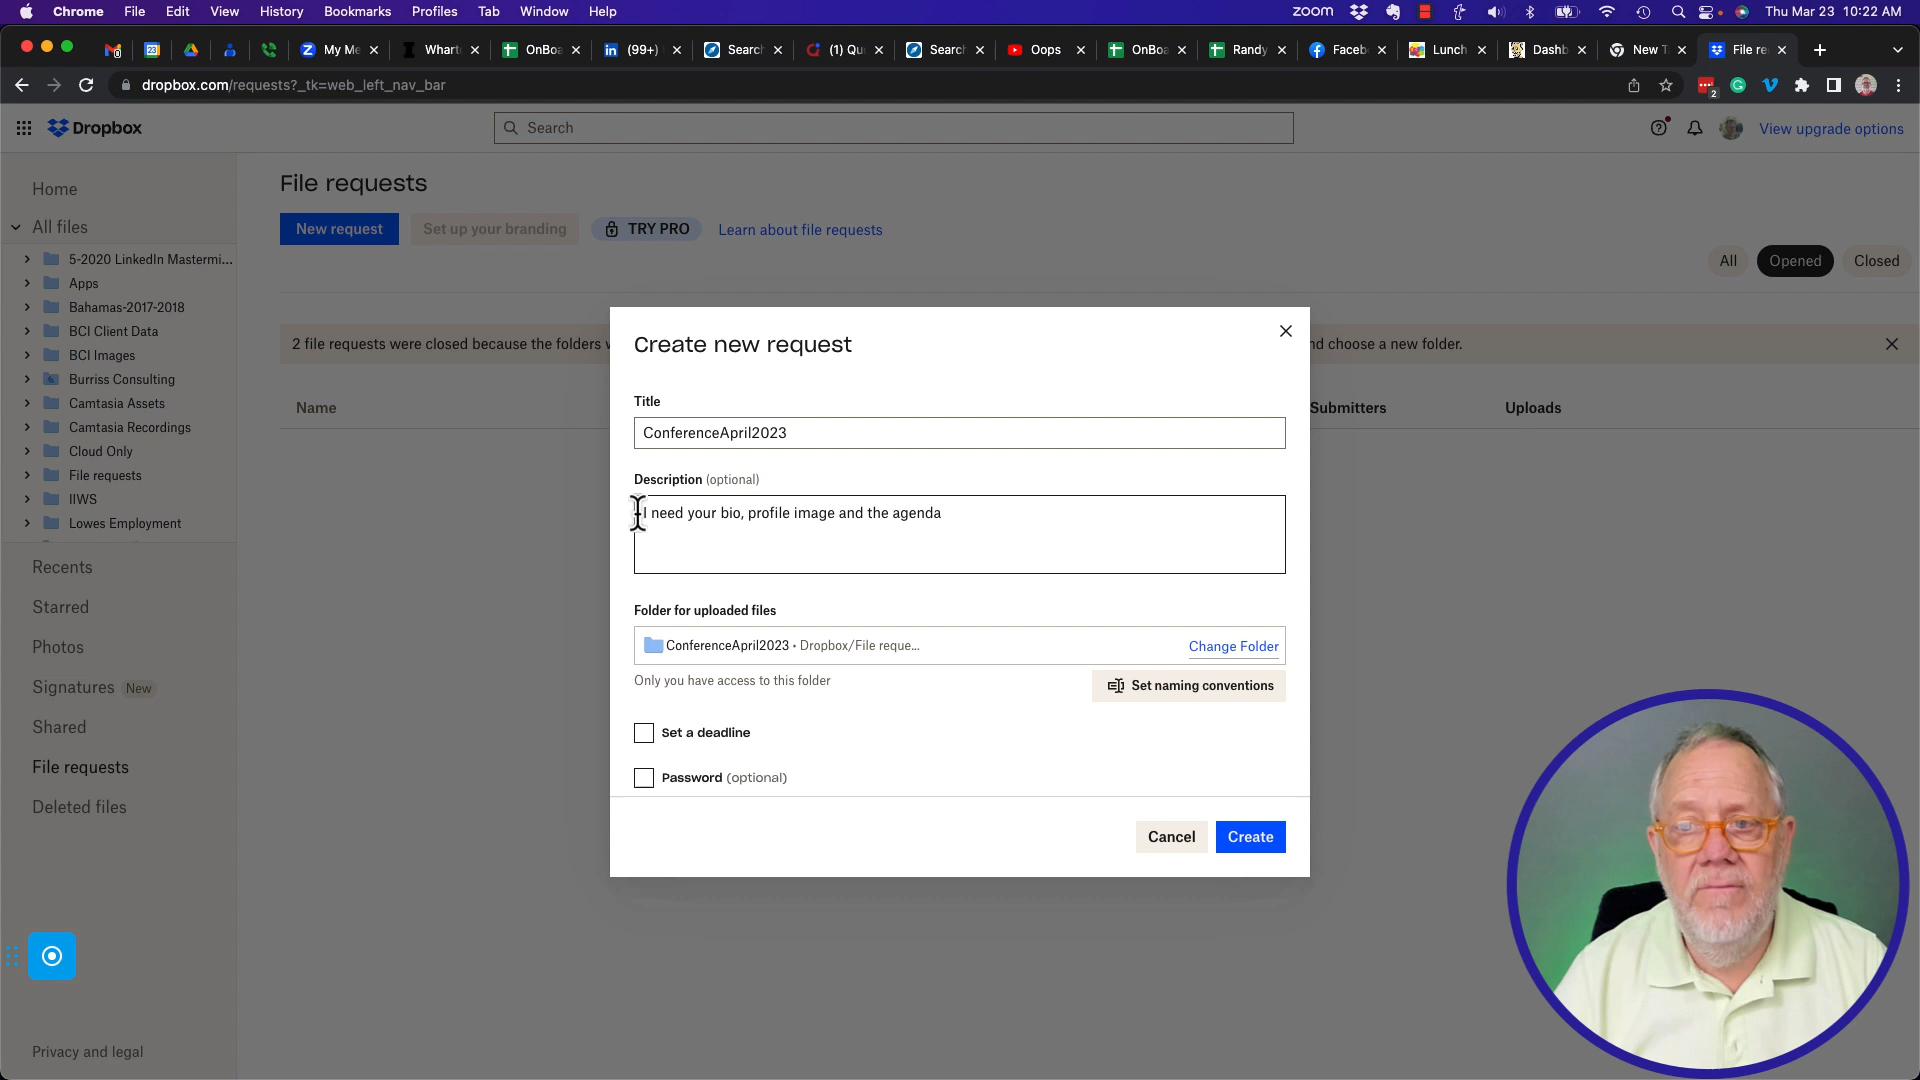 Chrome File Edit View History Bookmarks Profiles Tab Window Help zoom Thu Mar 23 10:22 AM
My Me Whart OnBoa (99+) Search (1) Qu Search Oops OnBoa Randy Faceb Lunch Dashb New T File re
dropbox.com/requests?_tk=web_left_nav_bar 2
Dropbox Search View upgrade options
Home
All files
5-2020 LinkedIn Mastermi...
Apps
Bahamas-2017-2018
BCI Client Data
BCI Images
Burriss Consulting
Camtasia Assets
Camtasia Recordings
Cloud Only
File requests
IIWS
Lowes Employment
Recents
Starred
Photos
Signatures New
Shared
File requests
Deleted files
Privacy and legal
File requests
New request Set up your branding TRY PRO Learn about file requests
All Opened Closed
2 file requests were closed because the folders nd choose a new folder.
Name Submitters Uploads
Create new request
Title
ConferenceApril2023
Description (optional)
I need your bio, profile image and the agenda
Folder for uploaded files
ConferenceApril2023 • Dropbox/File reque... Change Folder
Only you have access to this folder
Set naming conventions
Set a deadline
Password (optional)
Cancel Create